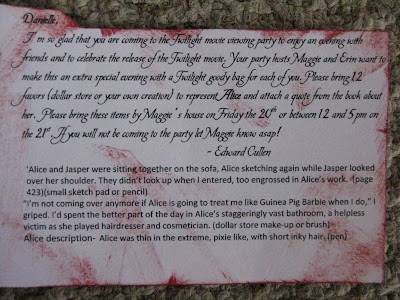 Danielle,
I'm so glad that you are coming to the Twilight movie viewing party to enjoy an evening with
friends and to celebrate the release of the Twilight movie. Your party hosts Maggie and Erin want to
make this an extra special evening with a Twilight goody bag for each of you. Please bring 12
favors (dollar store or your own creation) to represent Alice and attach a quote from the book about
her. Please bring these items by Maggie's house on Friday the 20th or between 12 and 5 pm on
the 21st. If you will not be coming to the party let Maggie know asap!
~ Edward Cullen
'Alice and Jasper were sitting together on the sofa, Alice sketching again while Jasper looked
over her shoulder. They didn't look up when I entered, too engrossed in Alice's work. (page
423)(small sketch pad or pencil)
"I'm not coming over anymore if Alice is going to treat me like Guinea Pig Barbie when I do," I
griped. I'd spent the better part of the day in Alice's staggeringly vast bathroom, a helpless
victim as she played hairdresser and cosmetician. (dollar store make-up or brush)
Alice description- Alice was thin in the extreme, pixie like, with short inky hair. (pen)